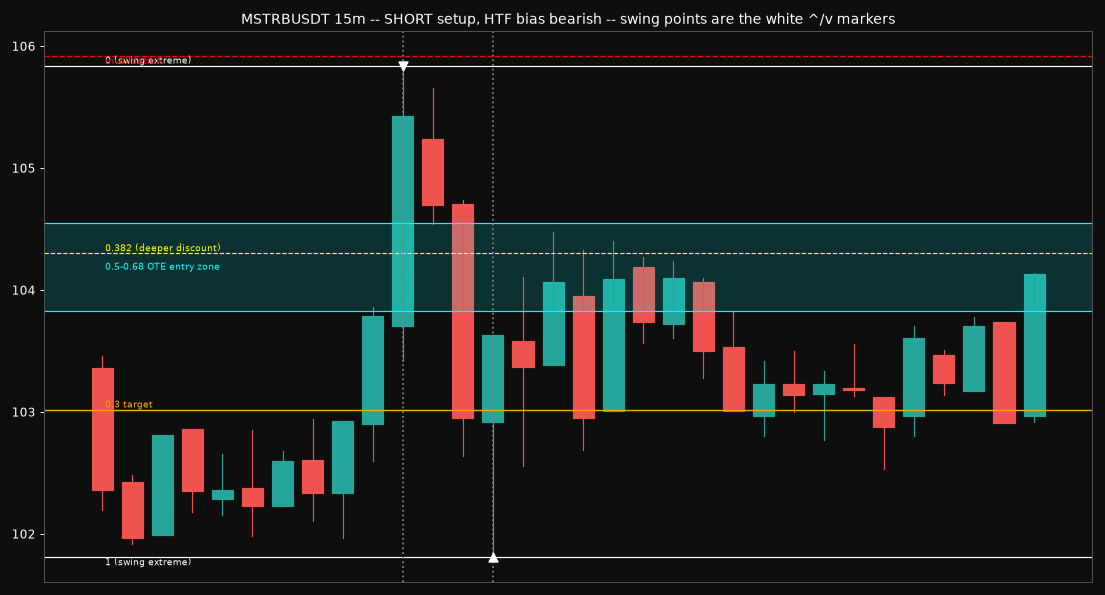 MSTRBUSDT 15m -- SHORT setup, HTF bias bearish -- swing points are the white ^/v markers
106
0 (swing extreme)
105
0.382 (deeper discount)
0.5-0.68 OTE entry zone
104
0.3 target
103
102
1 (swing extreme)